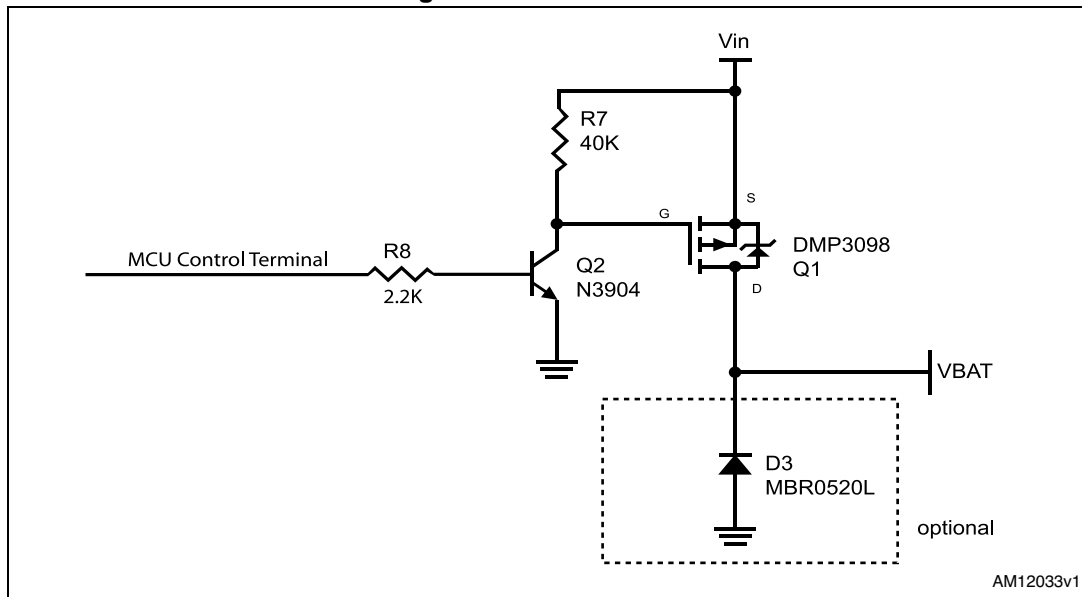 Vin
R7
40K
S
G
DMP3098
Q1
MCU Control Terminal
R8
2.2K
Q2
N3904
D
VBAT
D3
MBR0520L
optional
AM12033v1